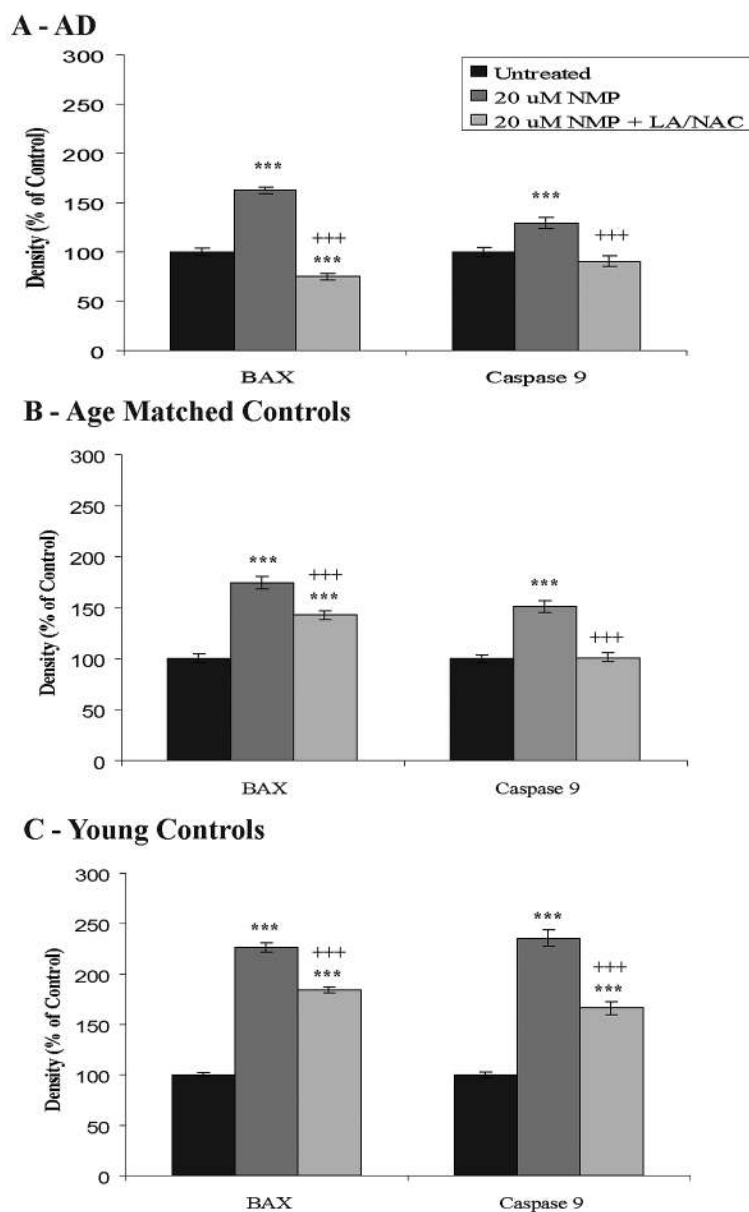 A - AD
300
250
200
150
100
50
0
Density (% of Control)
Untreated
20 uM NMP
20 uM NMP + LA/NAC
***
+++
***
***
+++
BAX
Caspase 9
B - Age Matched Controls
300
250
200
150
100
50
0
Density (% of Control)
***
+++
***
***
+++
BAX
Caspase 9
C - Young Controls
300
250
200
150
100
50
0
Density (% of Control)
***
+++
***
***
+++
***
BAX
Caspase 9